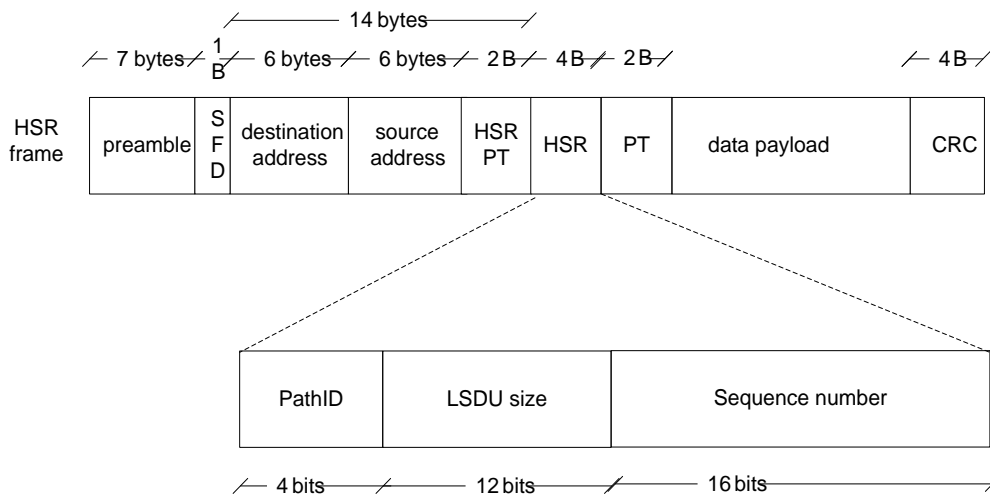 14 bytes
7 bytes
1
B
6 bytes
6 bytes
2 B
4 B
2 B
4 B
HSR
frame
preamble
S
F
D
destination
address
source
address
HSR
PT
HSR
PT
data payload
CRC
PathID
LSDU size
Sequence number
4 bits
12 bits
16 bits